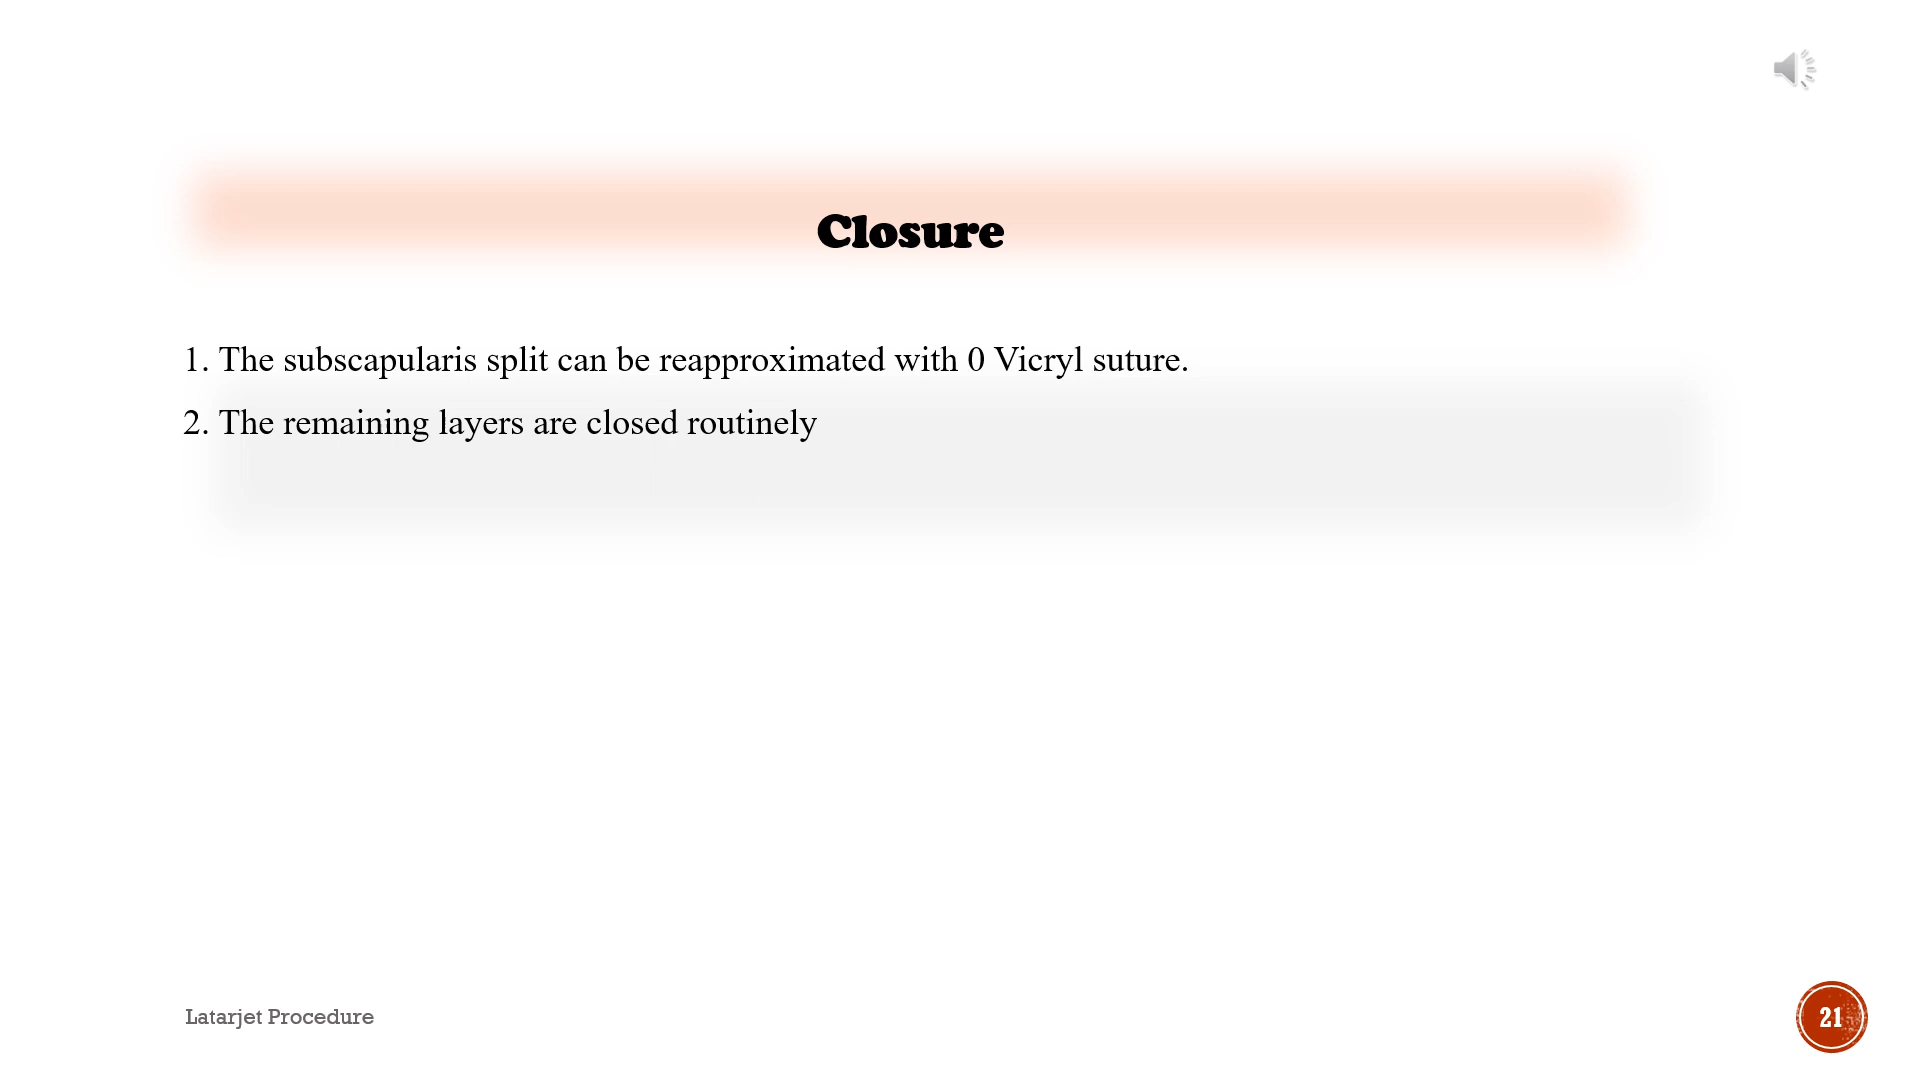 Closure
1. The subscapularis split can be reapproximated with 0 Vicryl suture.
2. The remaining layers are closed routinely
Latarjet Procedure
21